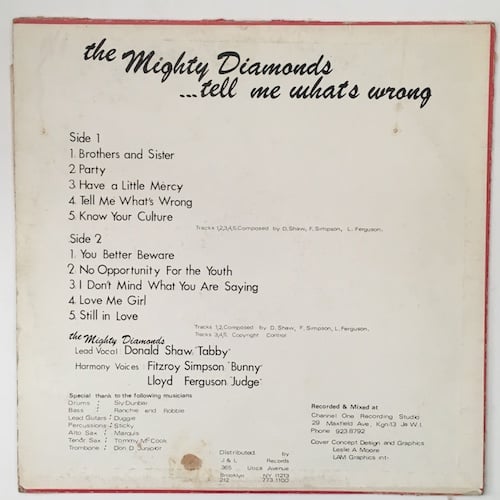 the Mighty Diamonds
...tell me what's wrong
Side 1
1. Brothers and Sister
2. Party
3. Have a Little Mercy
4. Tell Me What's Wrong
5. Know Your Culture
Tracks 1,2,3,4,5. Composed by D. Shaw, F. Simpson, L. Ferguson.
Side 2
1. You Better Beware
2. No Opportunity For the Youth
3. I Don't Mind What You Are Saying
4. Love Me Girl
5. Still in Love
Tracks 1,2, Composed by D. Shaw, F. Simpson, L. Ferguson.
Tracks 3,4,5. Copyright Control
the Mighty Diamonds
Lead Vocal Donald Shaw, "Tabby"
Harmony Voices Fitzroy Simpson "Bunny"
Lloyd Ferguson "Judge"
Special thank to the following musicians
Drums : Sly Dunbar
Bass : Ranchie and Robbie
Lead Guitars : Duggie
Percussions : Sticky
Alto Sax : Marquis
Tenor Sax : Tommy McCook
Trombone : Don D Junior
Distributed by
J & L Records
365 Utica Avenue
Brooklyn NY 11213
212 773.1100
Recorded & Mixed at
Channel One Recording Studio
29 Maxfield Ave., Kgn·13 Ja W.I.
Phone 923.8792
Cover Concept Design and Graphics
Leslie A Moore
LAM Graphics int-